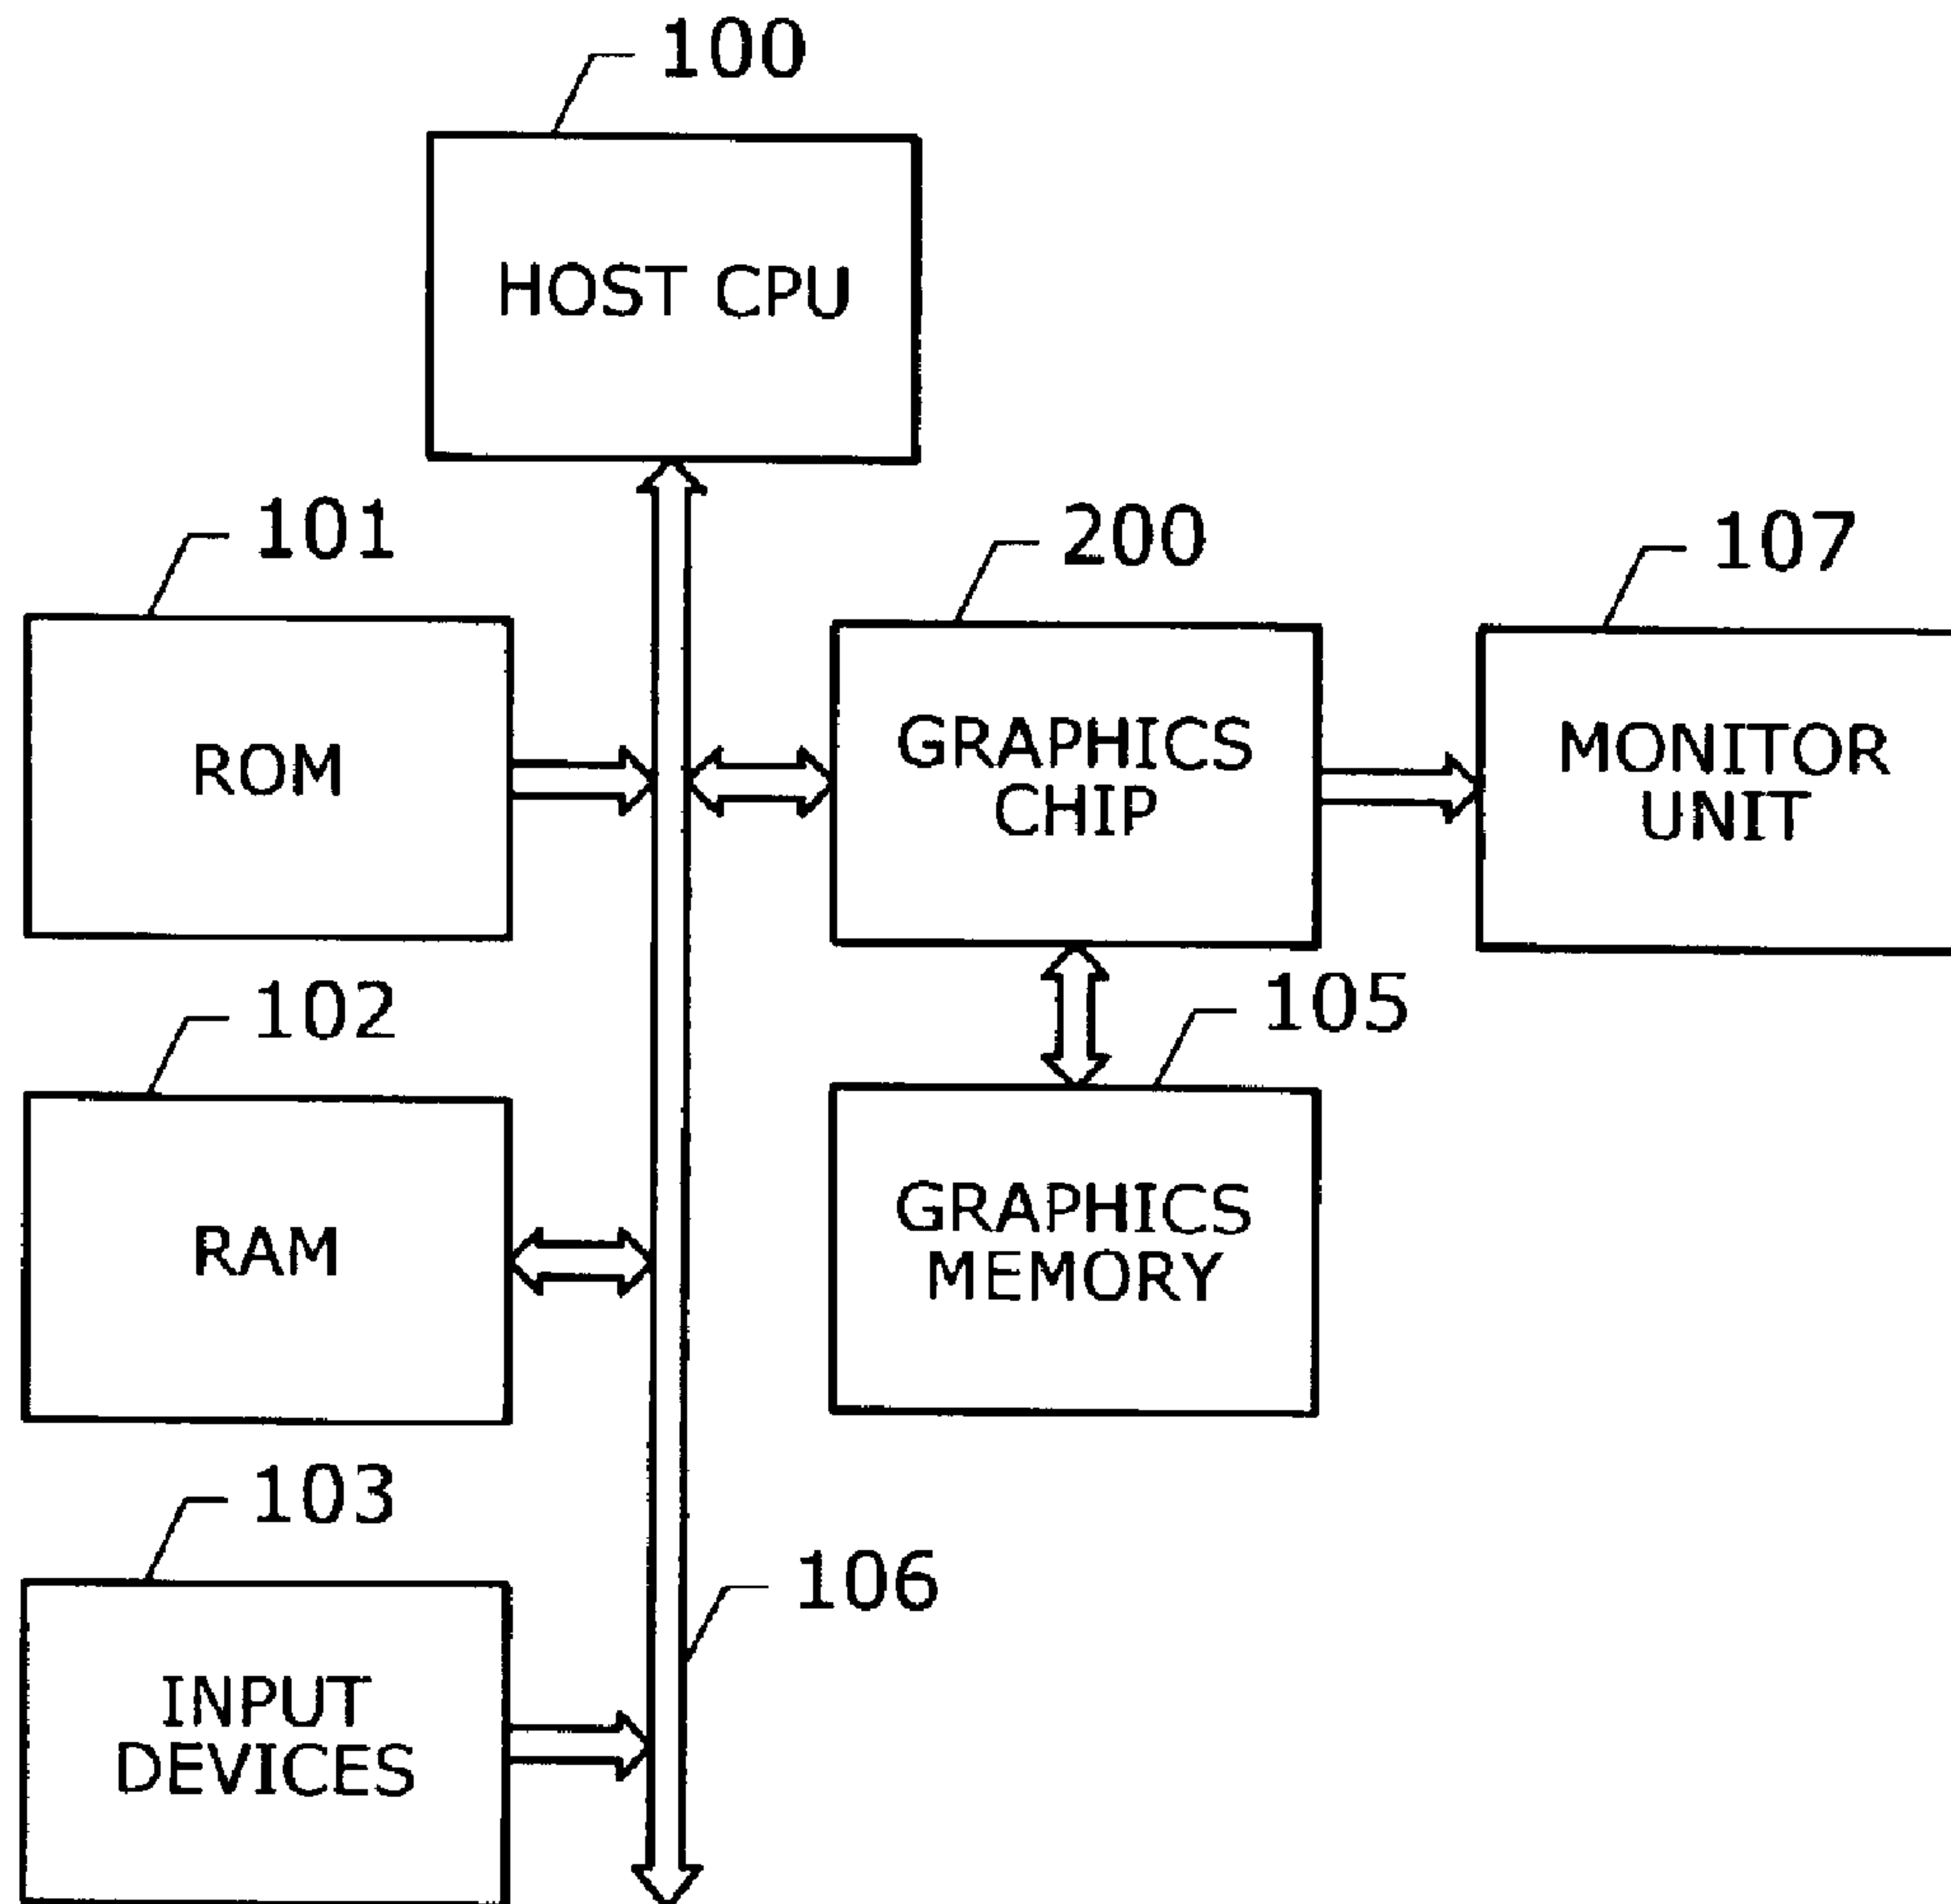 100
HOST CPU
101
200
107
ROM
GRAPHICS
CHIP
MONITOR
UNIT
102
105
RAM
GRAPHICS
MEMORY
103
106
INPUT
DEVICES